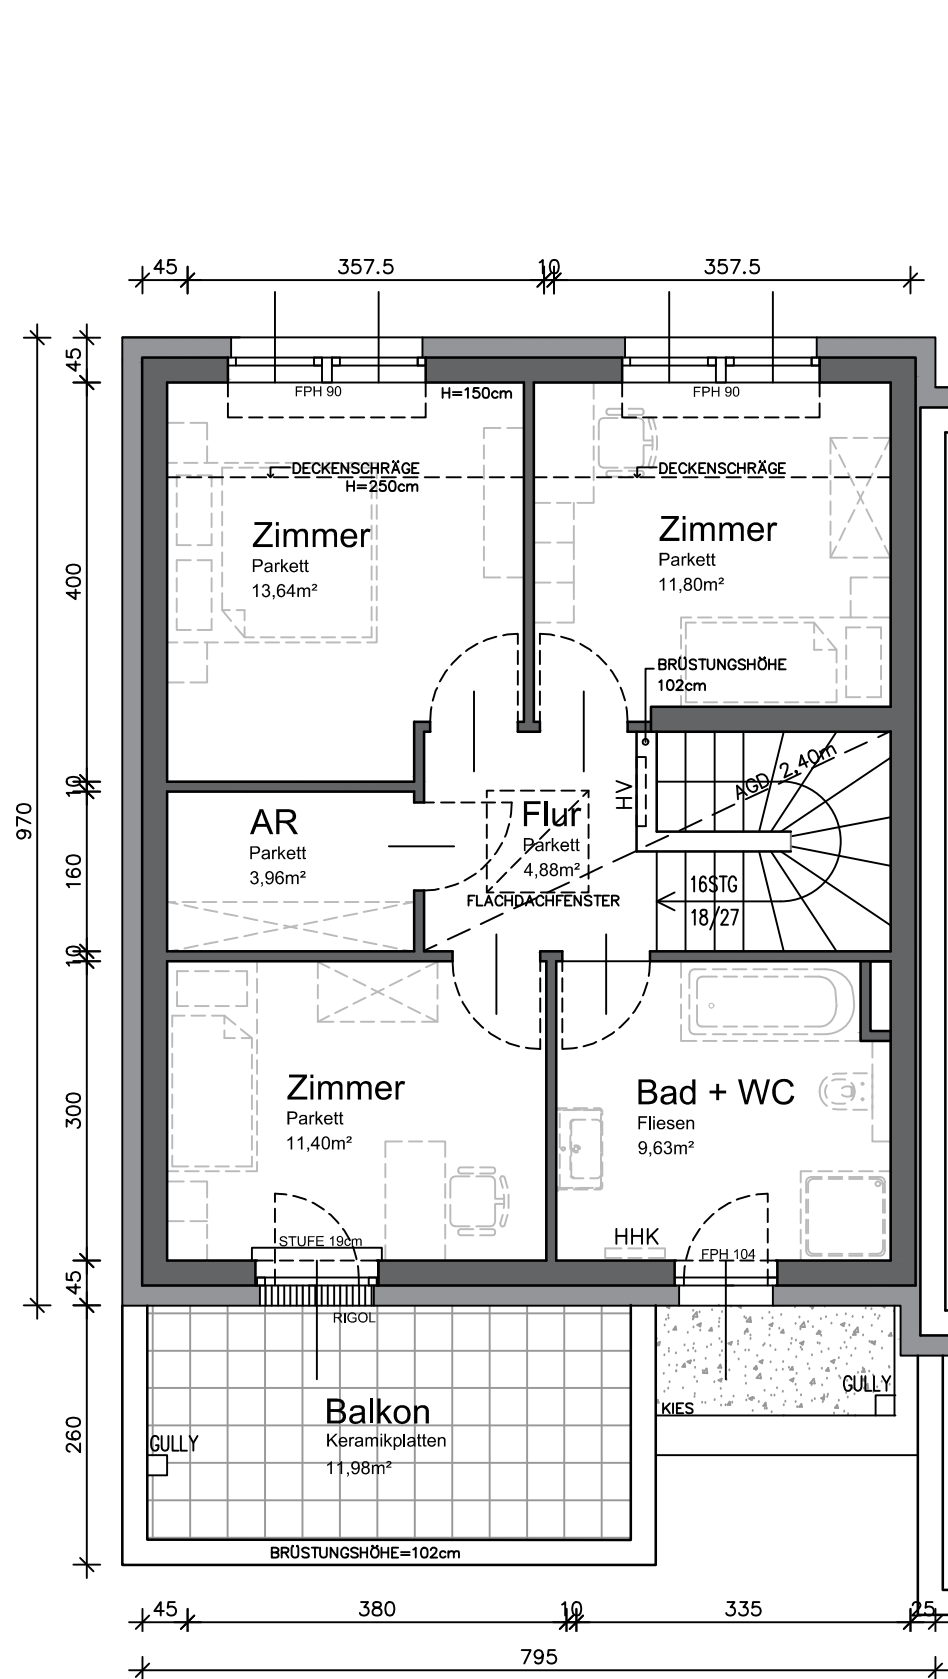 45 357.5 10 357.5
45
FPH 90
H=150cm
FPH 90
DECKENSCHRÄGE
H=250cm
DECKENSCHRÄGE
Zimmer
Parkett
13,64m²
Zimmer
Parkett
11,80m²
400
BRÜSTUNGSHÖHE
102cm
AGD 2,40m
10
970
HV
AR
Parkett
3,96m²
Flur
Parkett
4,88m²
FLACHDACHFENSTER
160
16STG
18/27
10
Zimmer
Parkett
11,40m²
Bad + WC
Fliesen
9,63m²
300
STUFE 19cm
HHK
FPH 104
45
RIGOL
Balkon
Keramikplatten
11,98m²
GULLY
KIES
GULLY
260
BRÜSTUNGSHÖHE=102cm
45 380 10 335 25
795